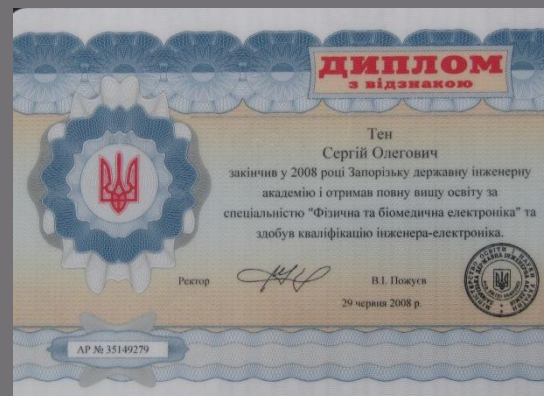 ДИПЛОМ
з відзнакою
Тен
Сергій Олегович
закінчив у 2008 році Запорізьку державну інженерну
академію і отримав повну вищу освіту за
спеціальністю "Фізична та біомедична електроніка" та
здобув кваліфікацію інженера-електроніка.
Ректор
В.І. Пожуєв
29 червня 2008 р.
АР № 35149279